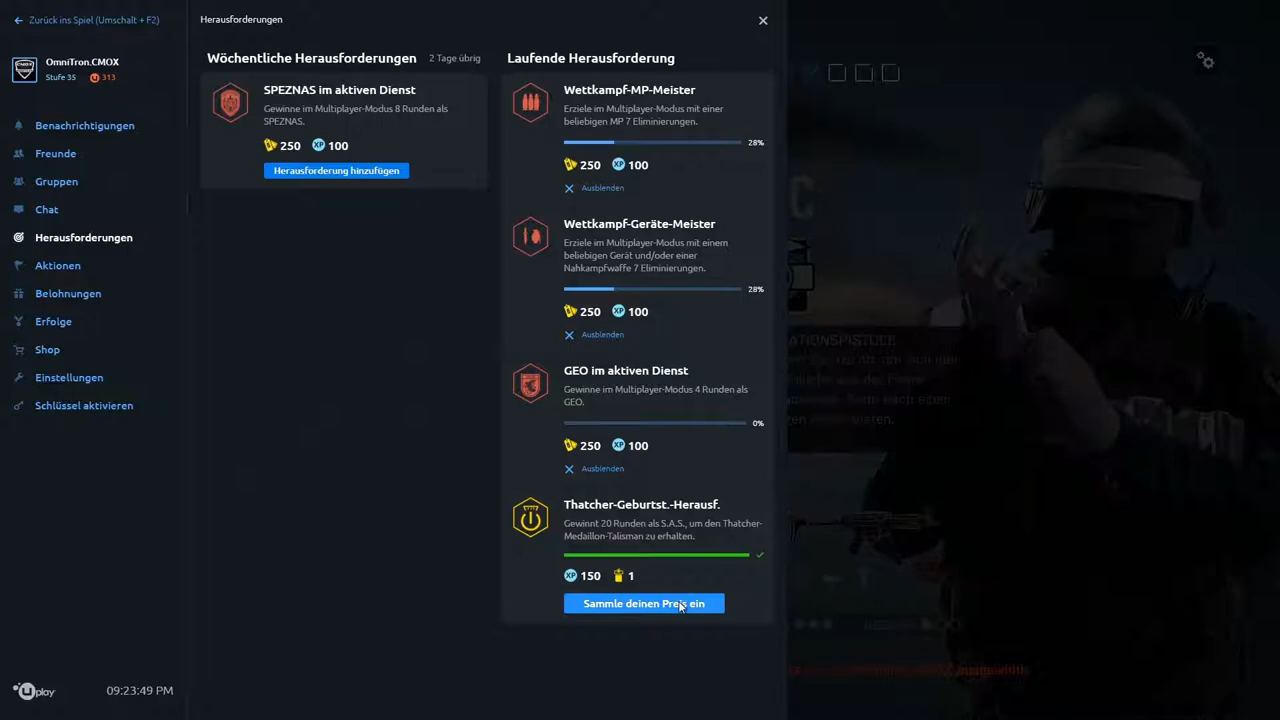 Zurück ins Spiel (Umschalt + F2)
OmniTron.CMOX
Stufe 35 313
Benachrichtigungen
Freunde
Gruppen
Chat
Herausforderungen
Aktionen
Belohnungen
Erfolge
Shop
Einstellungen
Schlüssel aktivieren
uplay
09:23:49 PM
Herausforderungen
Wöchentliche Herausforderungen 2 Tage übrig
SPEZNAS im aktiven Dienst
Gewinne im Multiplayer-Modus 8 Runden als
SPEZNAS.
250 XP 100
Herausforderung hinzufügen
Laufende Herausforderung
Wettkampf-MP-Meister
Erziele im Multiplayer-Modus mit einer
beliebigen MP 7 Eliminierungen.
28%
250 XP 100
Ausblenden
Wettkampf-Geräte-Meister
Erziele im Multiplayer-Modus mit einem
beliebigen Gerät und/oder einer
Nahkampfwaffe 7 Eliminierungen.
28%
250 XP 100
Ausblenden
GEO im aktiven Dienst
Gewinne im Multiplayer-Modus 4 Runden als
GEO.
0%
250 XP 100
Ausblenden
Thatcher-Geburtst.-Herausf.
Gewinnt 20 Runden als S.A.S., um den Thatcher-
Medaillon-Talisman zu erhalten.
XP 150 1
Sammle deinen Preis ein